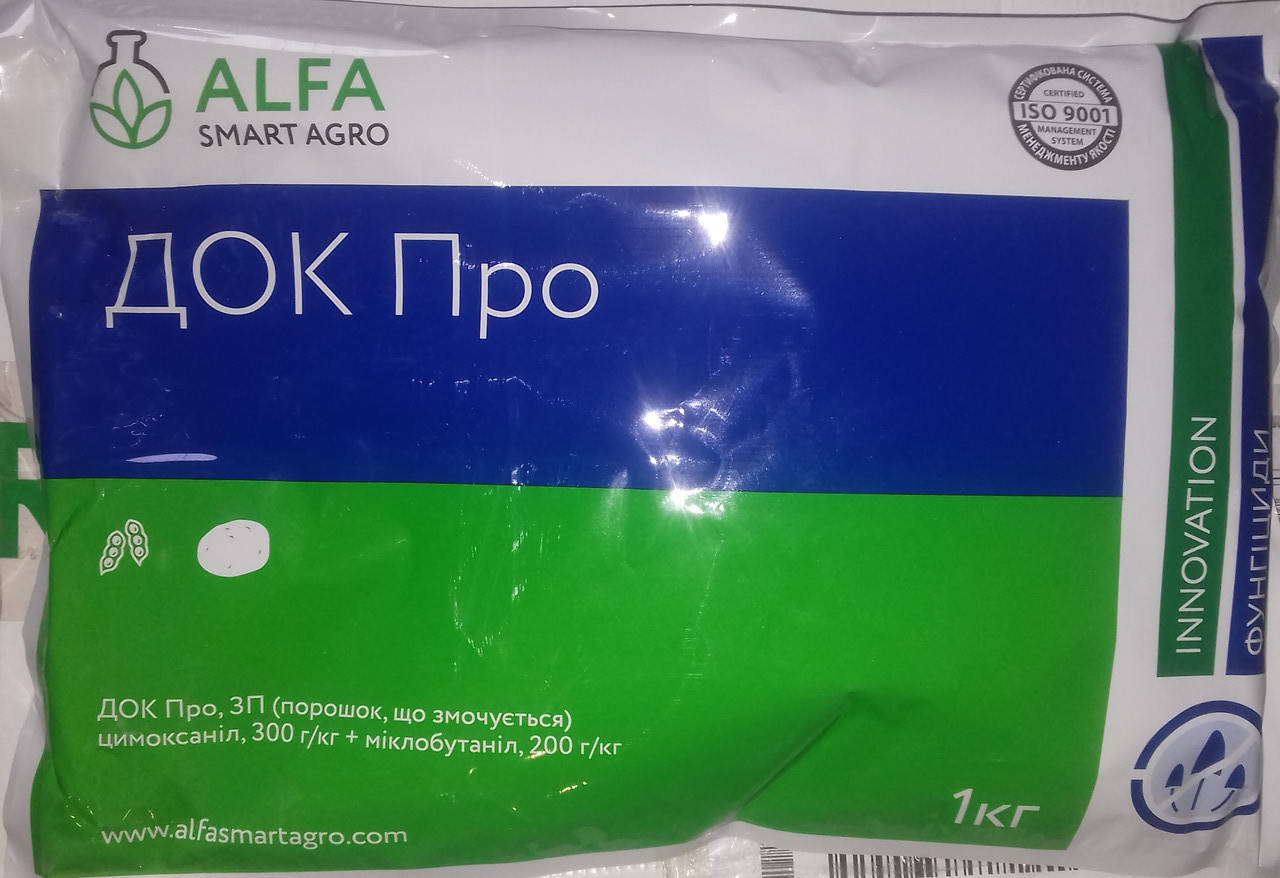 ALFA
SMART AGRO
СЕРТИФІКОВАНА СИСТЕМА
CERTIFIED
ISO 9001
MANAGEMENT
SYSTEM
МЕНЕДЖМЕНТУ ЯКОСТІ
ДОК Про
INNOVATION
ФУНГІЦИДИ
ДОК Про, ЗП (порошок, що змочується)
цимоксаніл, 300 г/кг + міклобутаніл, 200 г/кг
1кг
www.alfasmartagro.com